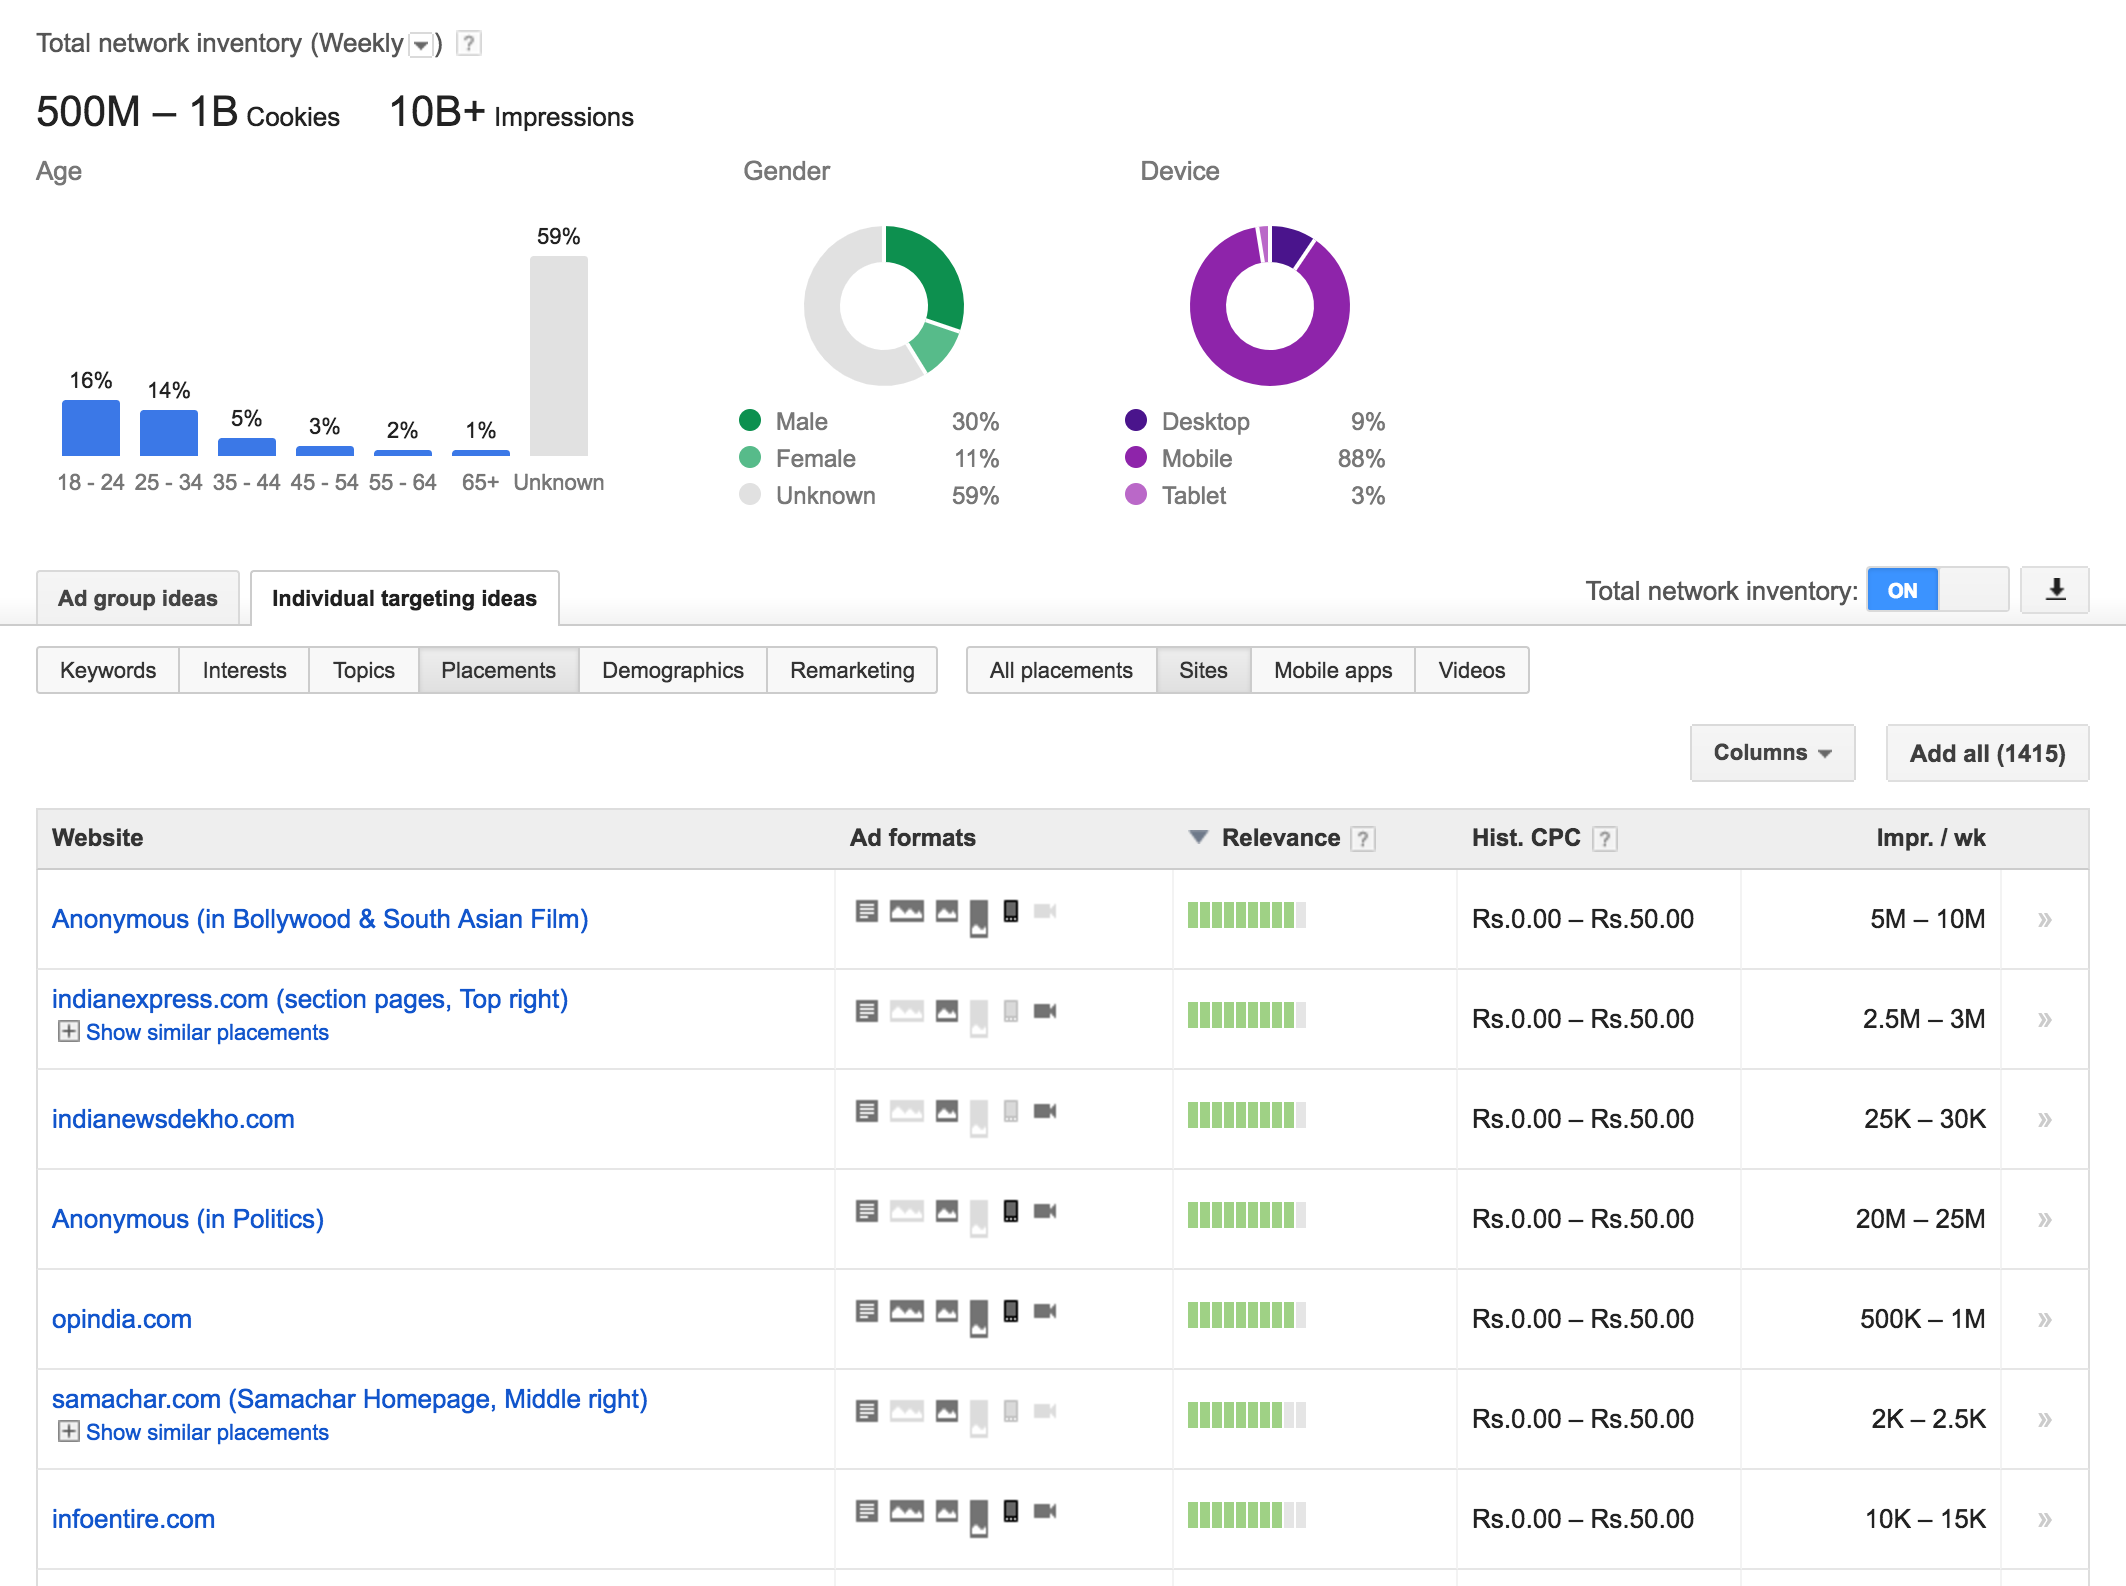 Total network inventory (Weekly) ?
500M – 1B Cookies 10B+ Impressions
Age
59%
16%
14%
5%
3%
2%
1%
18 - 24 25 - 34 35 - 44 45 - 54 55 - 64 65+ Unknown
Gender
Male 30%
Female 11%
Unknown 59%
Device
Desktop 9%
Mobile 88%
Tablet 3%
Ad group ideas Individual targeting ideas Total network inventory: ON
Keywords Interests Topics Placements Demographics Remarketing All placements Sites Mobile apps Videos
Columns Add all (1415)
Website Ad formats Relevance ? Hist. CPC ? Impr. / wk
Anonymous (in Bollywood & South Asian Film) Rs.0.00 – Rs.50.00 5M – 10M »
indianexpress.com (section pages, Top right) Rs.0.00 – Rs.50.00 2.5M – 3M »
Show similar placements
indianewsdekho.com Rs.0.00 – Rs.50.00 25K – 30K »
Anonymous (in Politics) Rs.0.00 – Rs.50.00 20M – 25M »
opindia.com Rs.0.00 – Rs.50.00 500K – 1M »
samachar.com (Samachar Homepage, Middle right) Rs.0.00 – Rs.50.00 2K – 2.5K »
Show similar placements
infoentire.com Rs.0.00 – Rs.50.00 10K – 15K »